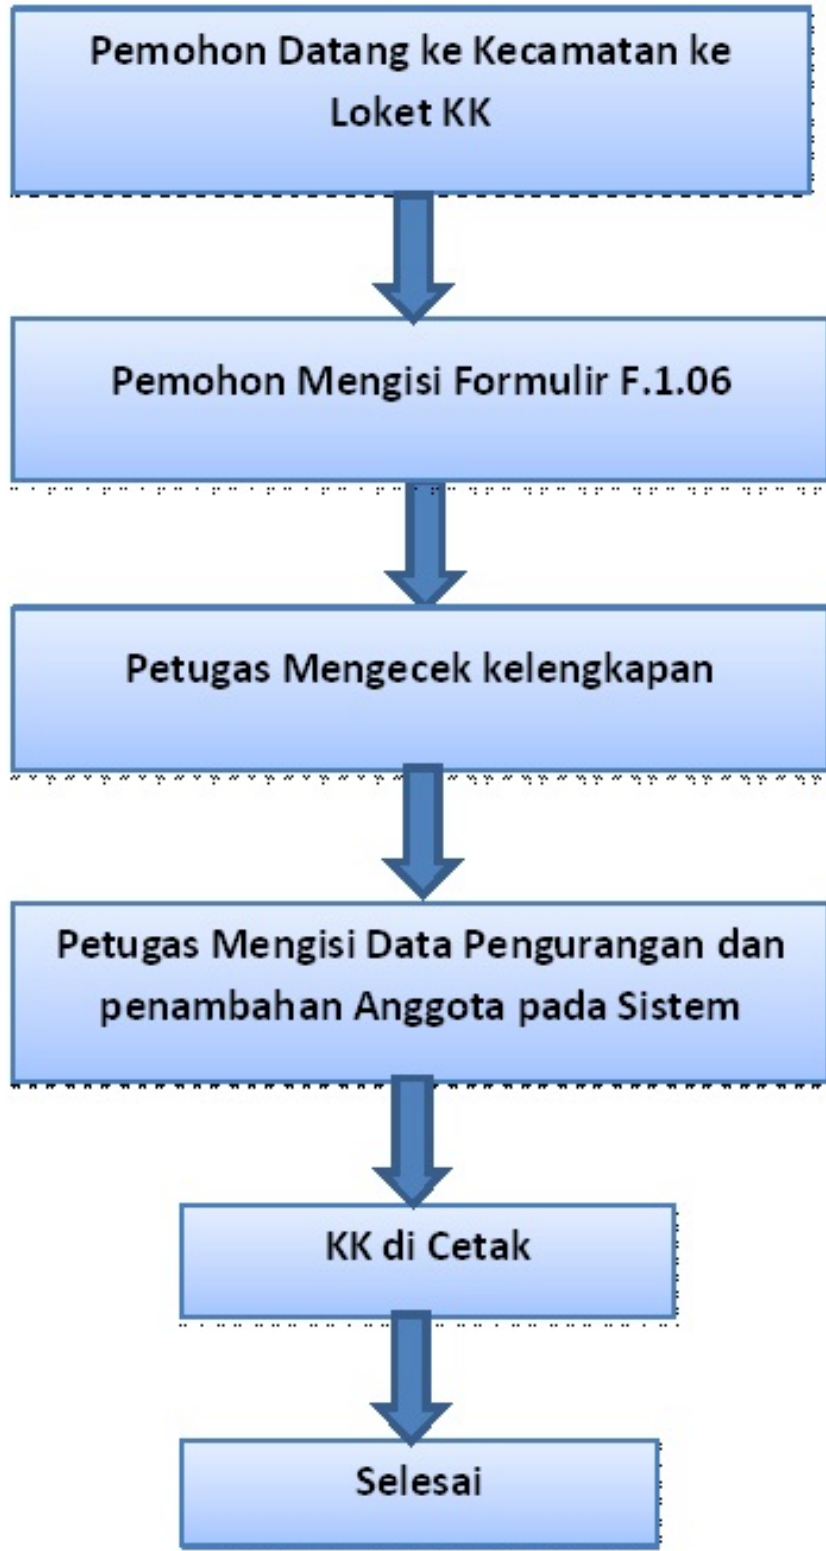 Pemohon Datang ke Kecamatan ke
Loket KK
Pemohon Mengisi Formulir F.1.06
Petugas Mengecek kelengkapan
Petugas Mengisi Data Pengurangan dan
penambahan Anggota pada Sistem
KK di Cetak
Selesai